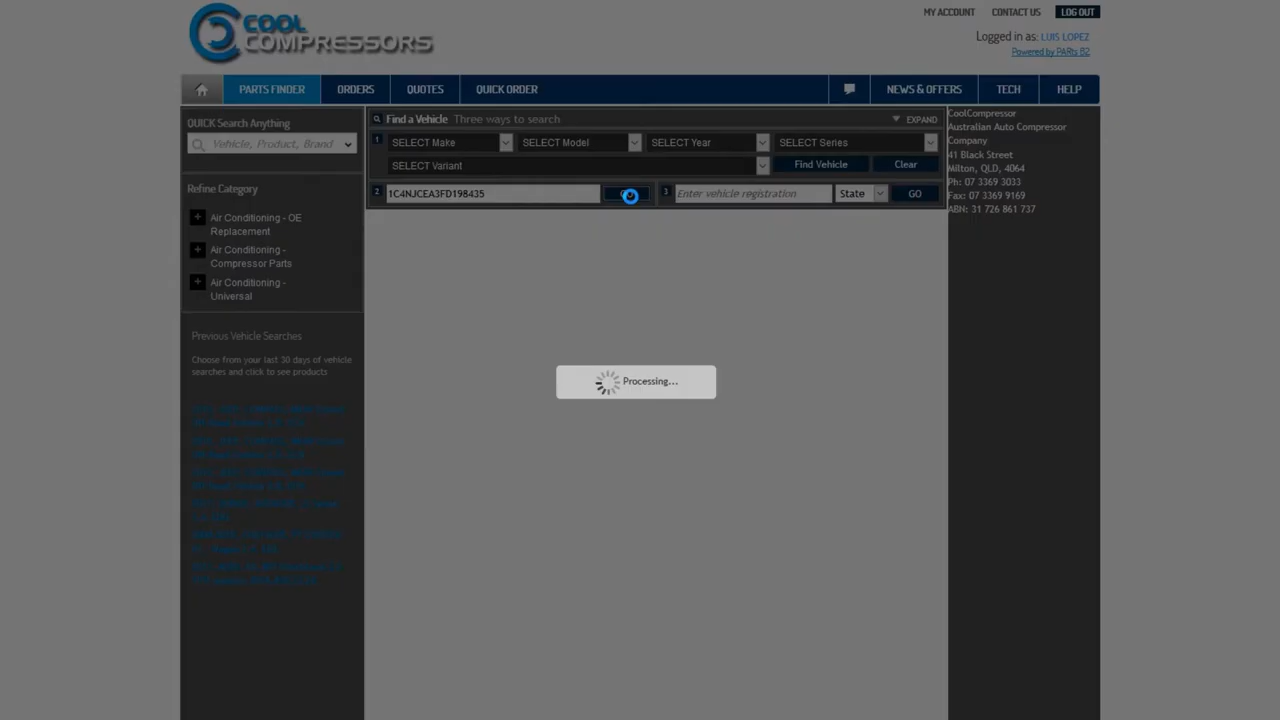 COOL
COMPRESSORS
MY ACCOUNT CONTACT US LOG OUT
Logged in as: LUIS LOPEZ
Powered by PARts B2
PARTS FINDER ORDERS QUOTES QUICK ORDER NEWS & OFFERS TECH HELP
QUICK Search Anything
Vehicle, Product, Brand
Refine Category
+ Air Conditioning - OE
Replacement
+ Air Conditioning -
Compressor Parts
+ Air Conditioning -
Universal
Previous Vehicle Searches
Choose from your last 30 days of vehicle
searches and click to see products
Find a Vehicle Three ways to search EXPAND
1 SELECT Make SELECT Model SELECT Year SELECT Series
SELECT Variant Find Vehicle Clear
2 1C4NJCEA3FD198435 3 Enter vehicle registration State GO
Processing...
CoolCompressor
Australian Auto Compressor
Company
41 Black Street
Milton, QLD, 4064
Ph: 07 3369 3033
Fax: 07 3369 9169
ABN: 31 726 861 737